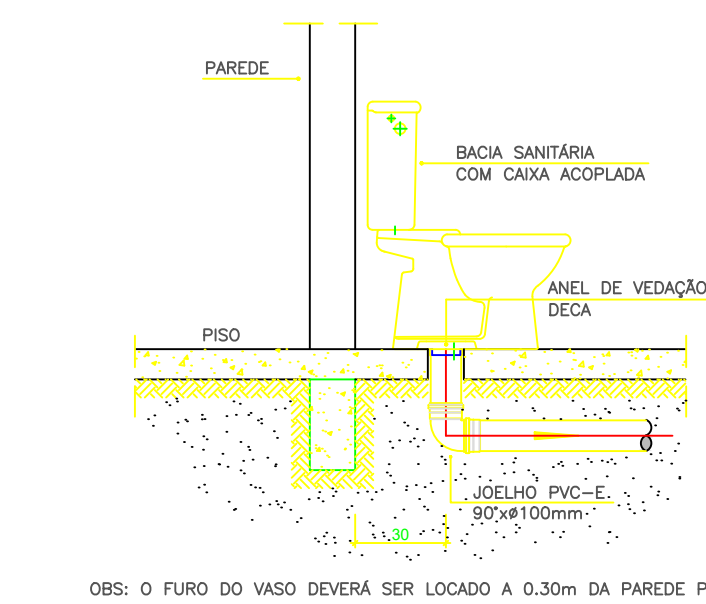 PAREDE
BACIA SANITÁRIA
COM CAIXA ACOPLADA
ANEL DE VEDAÇÃO
DECA
PISO
JOELHO PVC-E
90°xø100mm
30
OBS: O FURO DO VASO DEVERÁ SER LOCADO A 0.30m DA PAREDE P